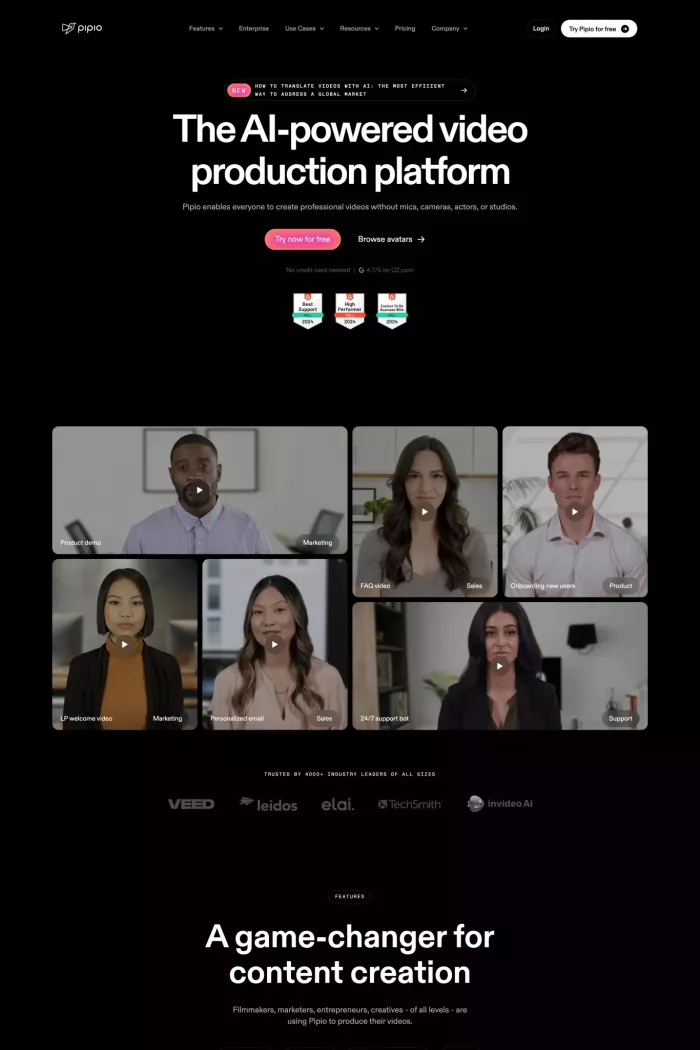 pipio
Features
Enterprise
Use Cases
Resources
Pricing
Company
Login
Try Pipio for free
NEW
HOW TO TRANSLATE VIDEOS WITH AI: THE MOST EFFICIENT
WAY TO ADDRESS A GLOBAL MARKET
The AI-powered video
production platform
Pipio enables everyone to create professional videos without mics, cameras, actors, or studios.
Try now for free
Browse avatars
No credit card needed | 4.7/5 on G2.com
Best
Support
FALL
2024
High
Performer
FALL
2024
Easiest To Do
Business With
FALL
2024
Product demo
Marketing
FAQ video
Sales
Onboarding new users
Product
LP welcome video
Marketing
Personalized email
Sales
24/7 support bot
Support
TRUSTED BY 4000+ INDUSTRY LEADERS OF ALL SIZES
VEED
leidos
elai.
TechSmith
invideo AI
FEATURES
A game-changer for
content creation
Filmmakers, marketers, entrepreneurs, creatives - of all levels - are
using Pipio to produce their videos.